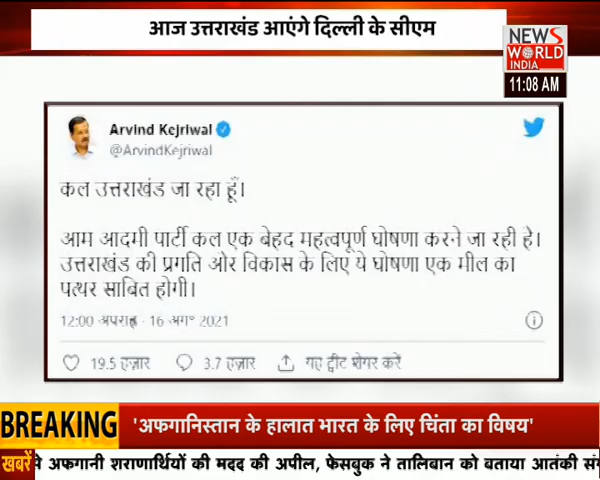 आज उत्तराखंड आएंगे दिल्ली के सीएम
NEWS
WORLD
INDIA
11:08 AM
Arvind Kejriwal
@ArvindKejriwal
कल उत्तराखंड जा रहा हूँ।
आम आदमी पार्टी कल एक बेहद महत्वपूर्ण घोषणा करने जा रही है।
उत्तराखंड की प्रगति ओर विकास के लिए ये घोषणा एक मील का
पत्थर साबित होगी।
12:00 अपराह्न · 16 अग॰ 2021
19.5 हज़ार 3.7 हज़ार यह ट्वीट शेयर करें
BREAKING
'अफगानिस्तान के हालात भारत के लिए चिंता का विषय'
खबरें
से अफगानी शरणार्थियों की मदद की अपील, फेसबुक ने तालिबान को बताया आतंकी